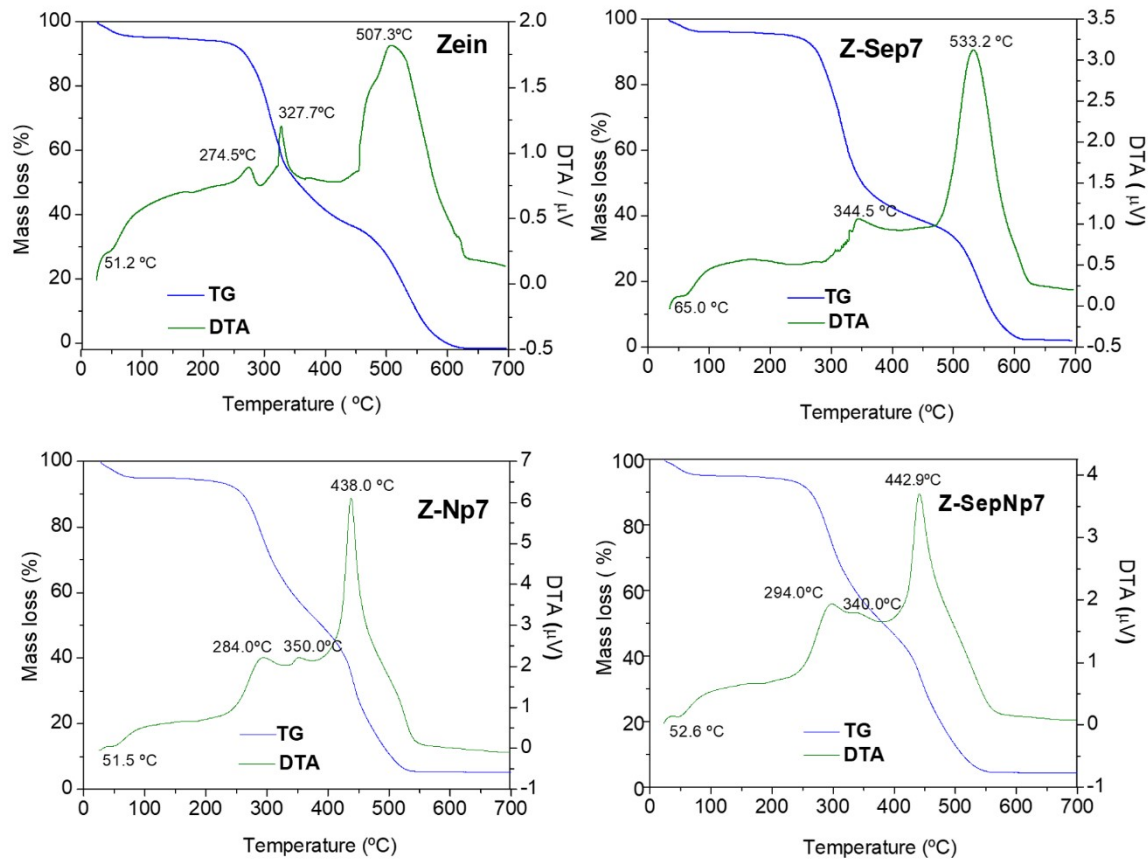 Zein
507.3ºC
327.7ºC
274.5ºC
51.2 ºC
TG
DTA
Mass loss (%)
100
80
60
40
20
0
2.0
1.5
1.0
0.5
0.0
-0.5
DTA / μV
0 100 200 300 400 500 600 700
Temperature ( ºC)
Z-Sep7
533.2 ºC
344.5 ºC
65.0 ºC
TG
DTA
Mass loss (%)
100
80
60
40
20
0
3.5
3.0
2.5
2.0
1.5
1.0
0.5
0.0
-0.5
DTA (μV)
0 100 200 300 400 500 600 700
Temperature (ºC)
Z-Np7
438.0 ºC
284.0ºC
350.0ºC
51.5 ºC
TG
DTA
Mass loss (%)
100
80
60
40
20
0
7
6
5
4
3
2
1
0
-1
DTA (μV)
0 100 200 300 400 500 600 700
Temperature (ºC)
Z-SepNp7
442.9ºC
294.0ºC
340.0ºC
52.6 ºC
TG
DTA
Mass loss ( %)
100
80
60
40
20
0
4
3
2
1
0
-1
DTA (μV)
0 100 200 300 400 500 600 700
Temperature (ºC)